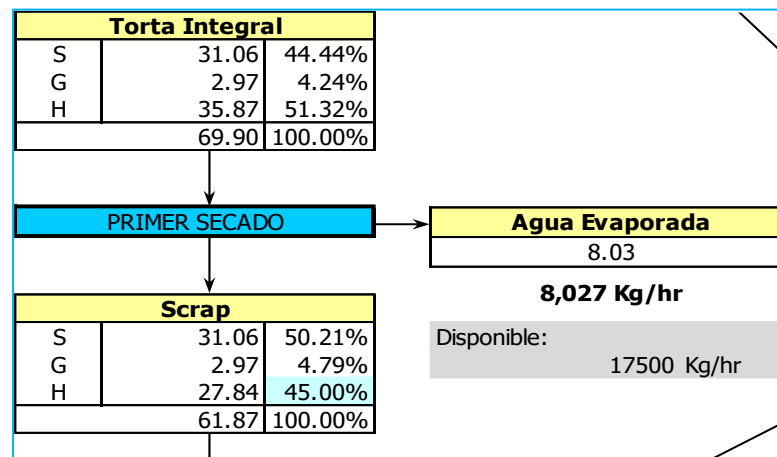 Torta Integral
S 31.06 44.44%
G 2.97 4.24%
H 35.87 51.32%
69.90 100.00%
PRIMER SECADO
Agua Evaporada
8.03
8,027 Kg/hr
Scrap
S 31.06 50.21%
G 2.97 4.79%
H 27.84 45.00%
61.87 100.00%
Disponible:
17500 Kg/hr